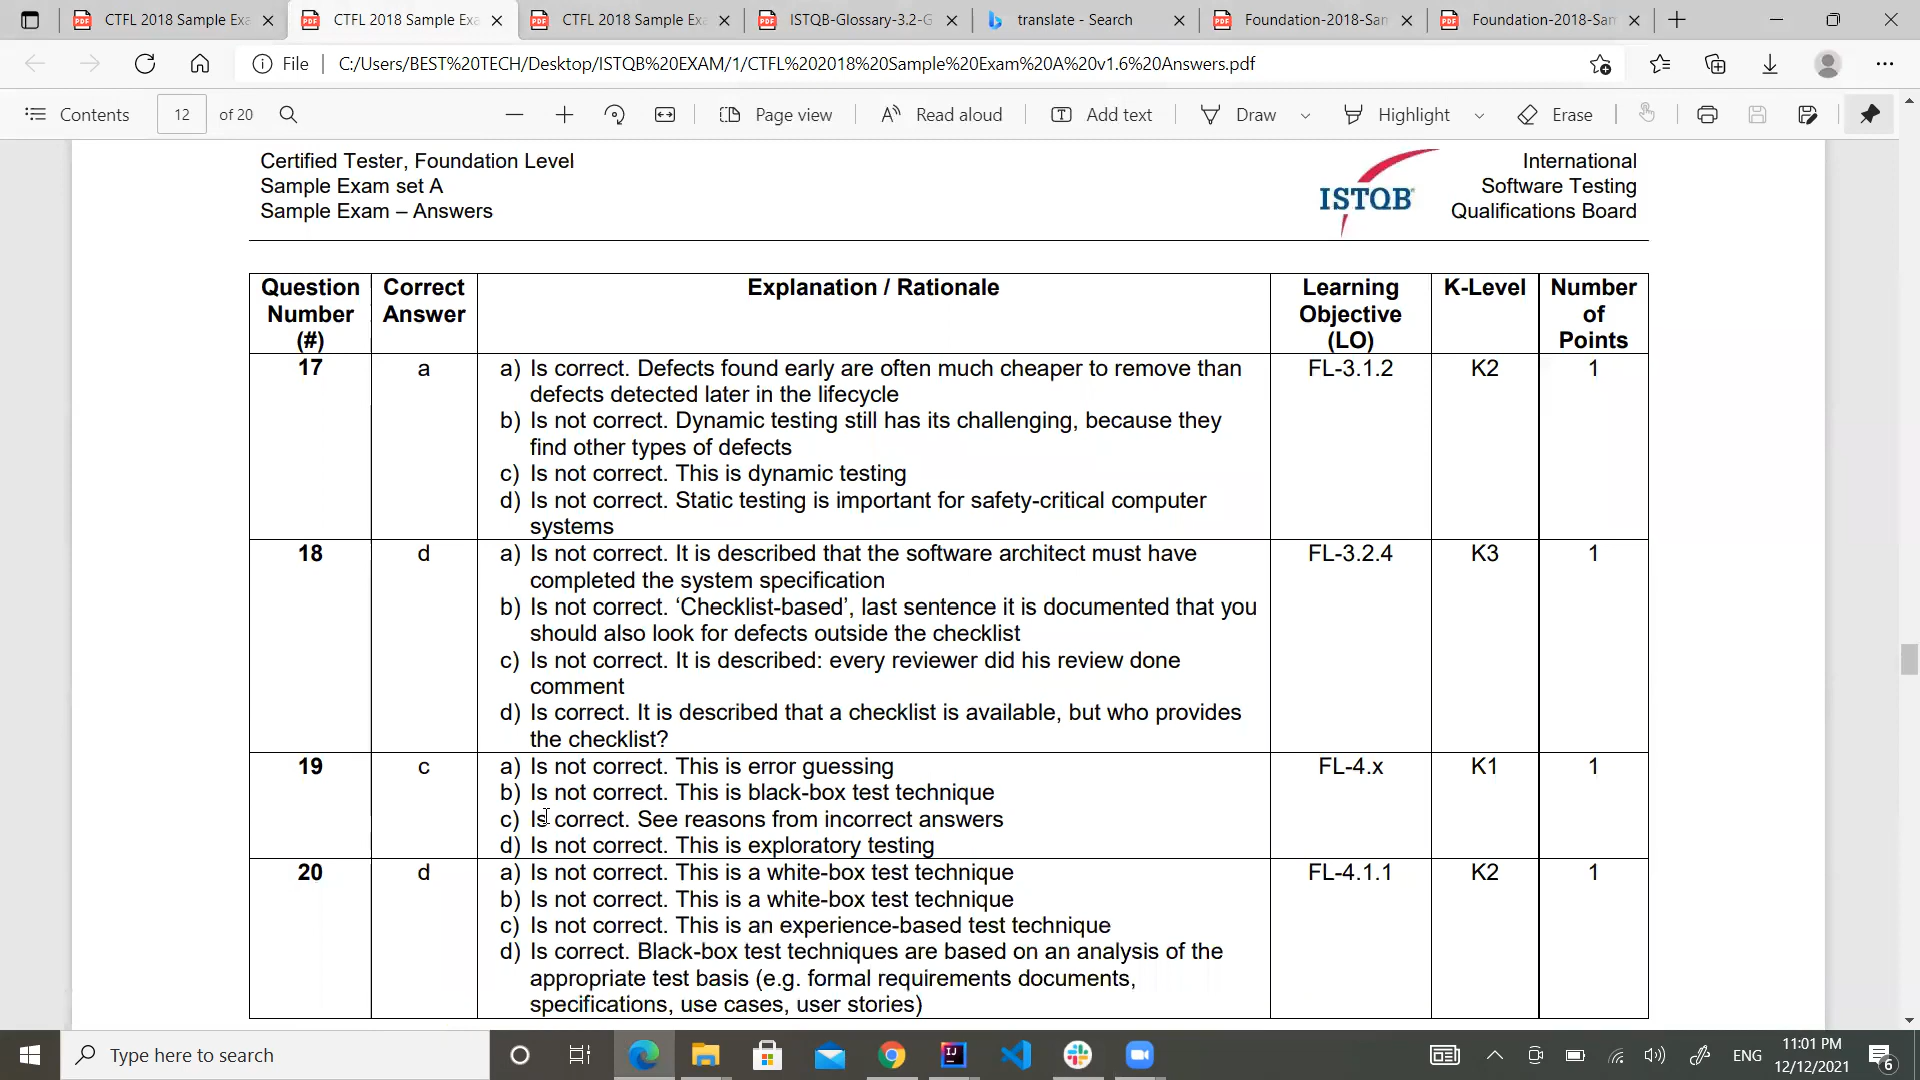 CTFL 2018 Sample Exa
CTFL 2018 Sample Exa
CTFL 2018 Sample Ex
ISTQB-Glossary-3.2-G
translate - Search
Foundation-2018-San
Foundation-2018-San
File
C:/Users/BEST%20TECH/Desktop/ISTQB%20EXAM/1/CTFL%202018%20Sample%20Exam%20A%20v1.6%20Answers.pdf
Contents
12
of 20
Page view
Read aloud
Add text
Draw
Highlight
Erase
Certified Tester, Foundation Level
Sample Exam set A
Sample Exam – Answers
ISTQB®
International
Software Testing
Qualifications Board
Question
Number
(#)
Correct
Answer
Explanation / Rationale
Learning
Objective
(LO)
K-Level
Number
of
Points
17
a
a) Is correct. Defects found early are often much cheaper to remove than
defects detected later in the lifecycle
b) Is not correct. Dynamic testing still has its challenging, because they
find other types of defects
c) Is not correct. This is dynamic testing
d) Is not correct. Static testing is important for safety-critical computer
systems
FL-3.1.2
K2
1
18
d
a) Is not correct. It is described that the software architect must have
completed the system specification
b) Is not correct. ‘Checklist-based’, last sentence it is documented that you
should also look for defects outside the checklist
c) Is not correct. It is described: every reviewer did his review done
comment
d) Is correct. It is described that a checklist is available, but who provides
the checklist?
FL-3.2.4
K3
1
19
c
a) Is not correct. This is error guessing
b) Is not correct. This is black-box test technique
c) Is correct. See reasons from incorrect answers
d) Is not correct. This is exploratory testing
FL-4.x
K1
1
20
d
a) Is not correct. This is a white-box test technique
b) Is not correct. This is a white-box test technique
c) Is not correct. This is an experience-based test technique
d) Is correct. Black-box test techniques are based on an analysis of the
appropriate test basis (e.g. formal requirements documents,
specifications, use cases, user stories)
FL-4.1.1
K2
1
Type here to search
ENG
11:01 PM
12/12/2021
6